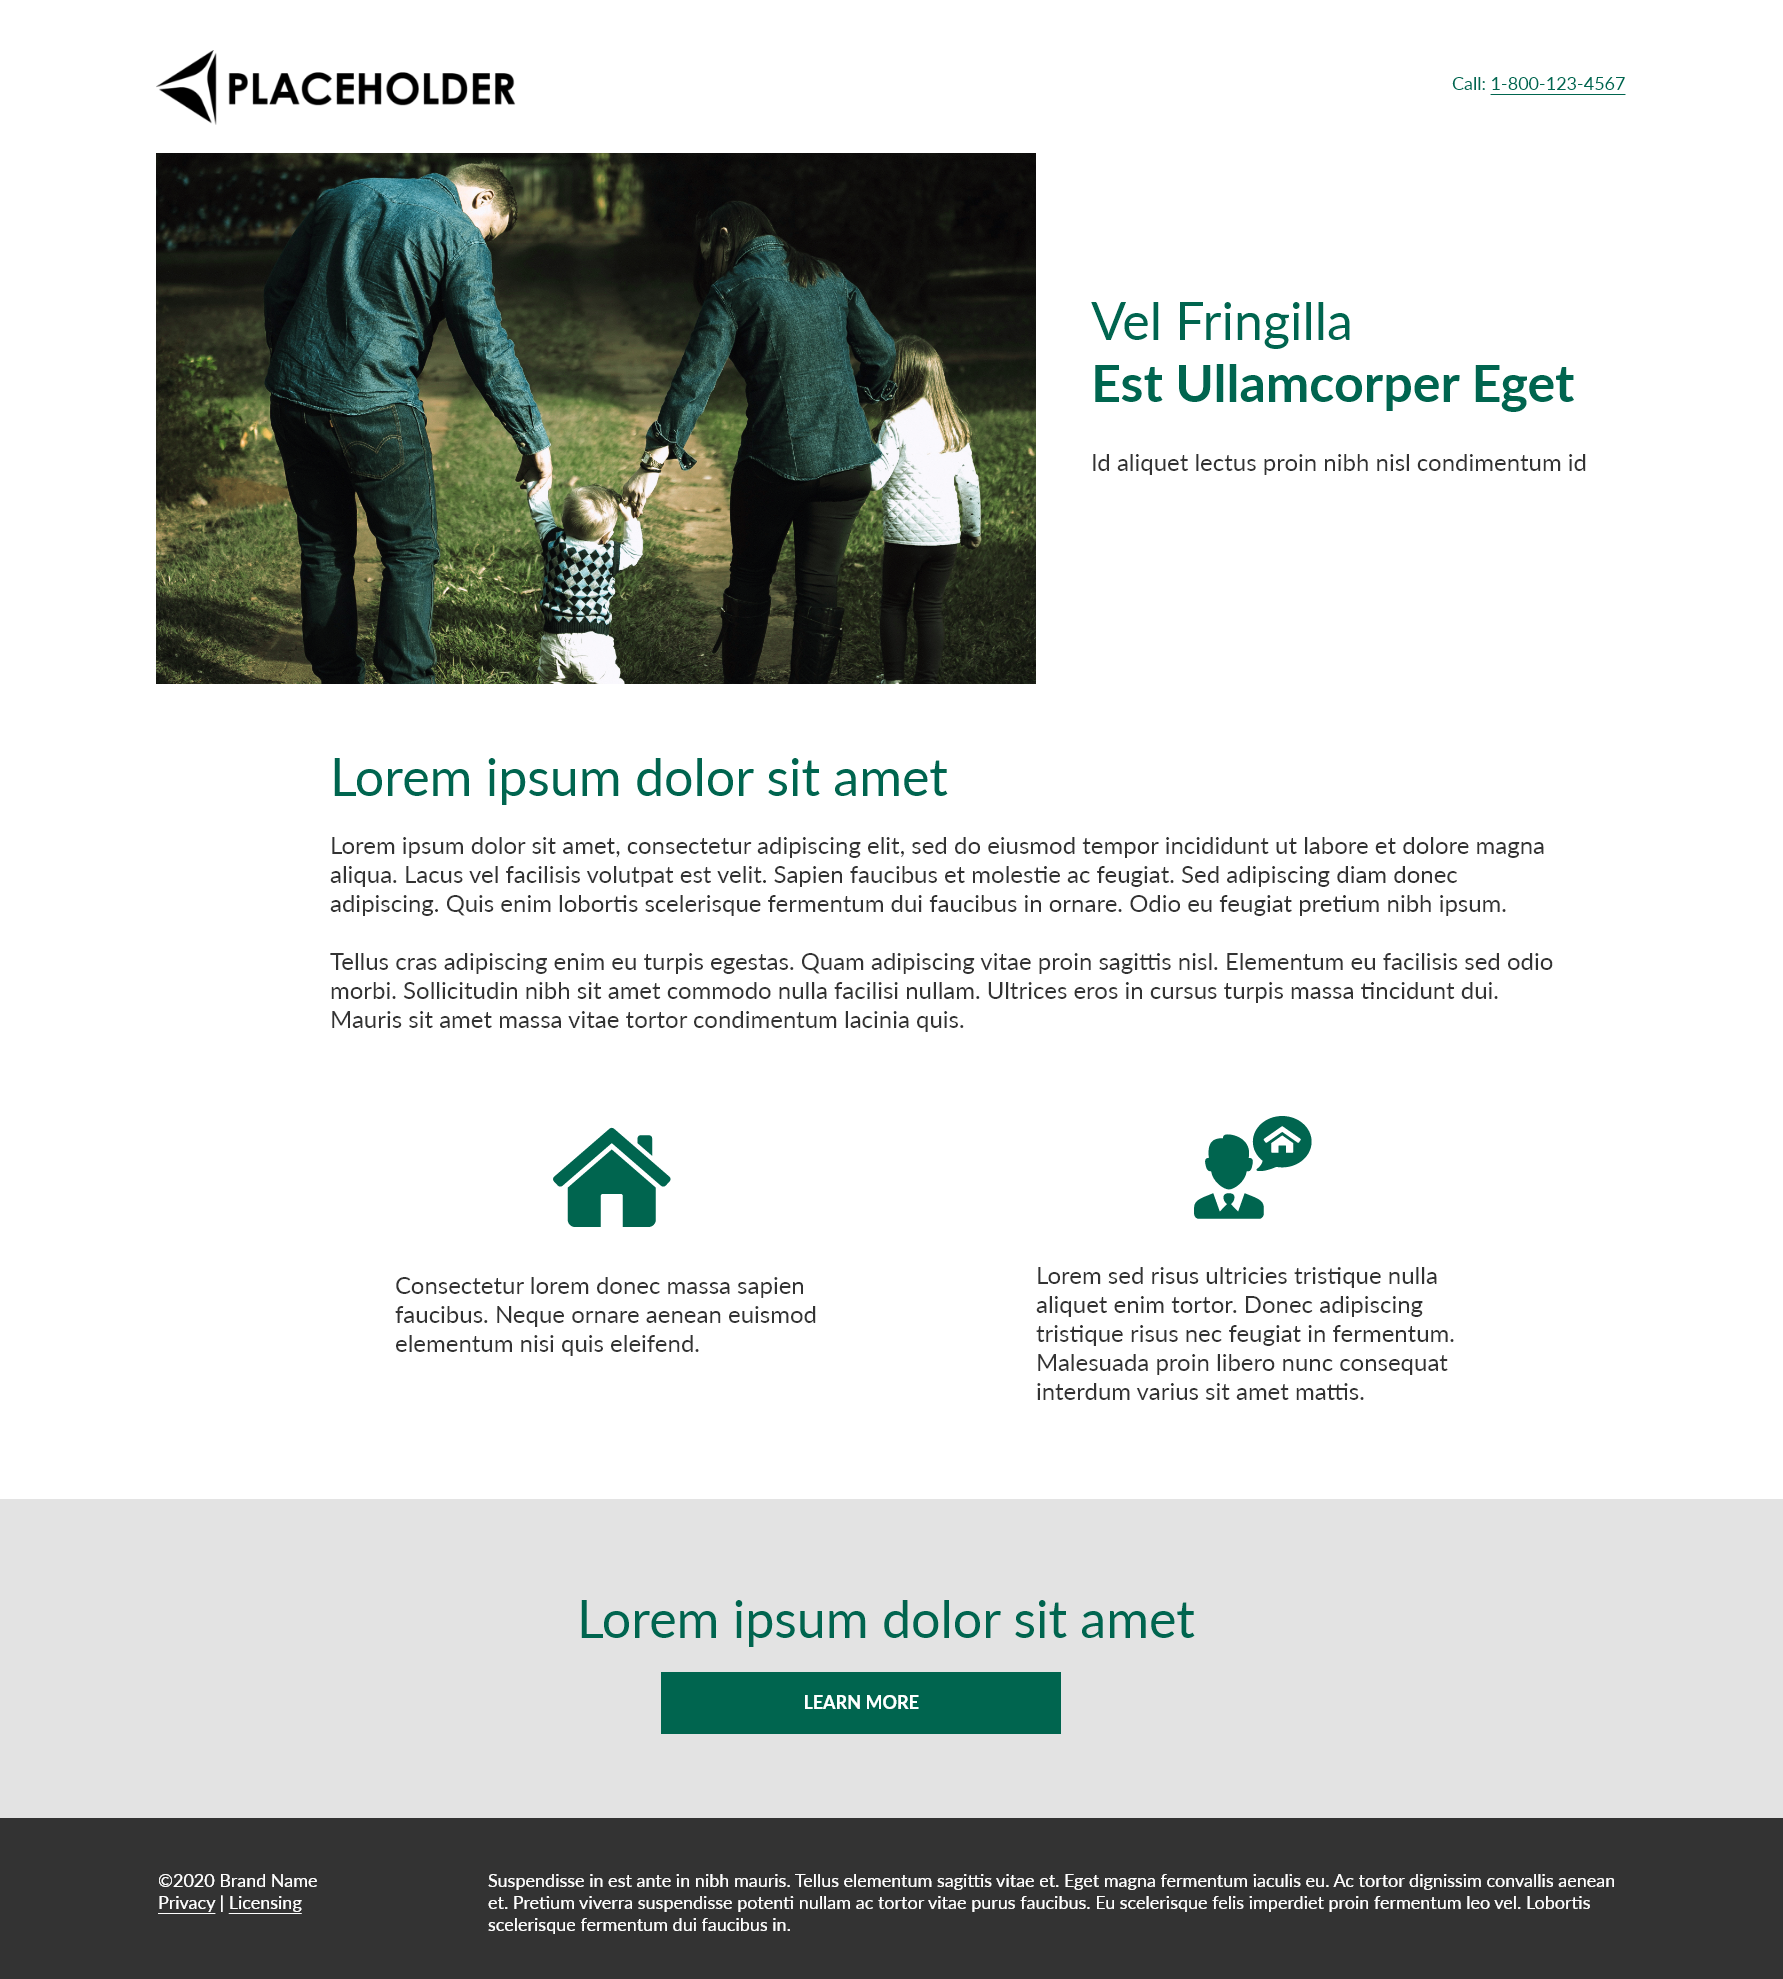 PLACEHOLDER
Call: 1-800-123-4567
Vel Fringilla
Est Ullamcorper Eget
Id aliquet lectus proin nibh nisl condimentum id
Lorem ipsum dolor sit amet
Lorem ipsum dolor sit amet, consectetur adipiscing elit, sed do eiusmod tempor incididunt ut labore et dolore magna
aliqua. Lacus vel facilisis volutpat est velit. Sapien faucibus et molestie ac feugiat. Sed adipiscing diam donec
adipiscing. Quis enim lobortis scelerisque fermentum dui faucibus in ornare. Odio eu feugiat pretium nibh ipsum.
Tellus cras adipiscing enim eu turpis egestas. Quam adipiscing vitae proin sagittis nisl. Elementum eu facilisis sed odio
morbi. Sollicitudin nibh sit amet commodo nulla facilisi nullam. Ultrices eros in cursus turpis massa tincidunt dui.
Mauris sit amet massa vitae tortor condimentum lacinia quis.
Consectetur lorem donec massa sapien
faucibus. Neque ornare aenean euismod
elementum nisi quis eleifend.
Lorem sed risus ultricies tristique nulla
aliquet enim tortor. Donec adipiscing
tristique risus nec feugiat in fermentum.
Malesuada proin libero nunc consequat
interdum varius sit amet mattis.
Lorem ipsum dolor sit amet
LEARN MORE
©2020 Brand Name
Privacy | Licensing
Suspendisse in est ante in nibh mauris. Tellus elementum sagittis vitae et. Eget magna fermentum iaculis eu. Ac tortor dignissim convallis aenean
et. Pretium viverra suspendisse potenti nullam ac tortor vitae purus faucibus. Eu scelerisque felis imperdiet proin fermentum leo vel. Lobortis
scelerisque fermentum dui faucibus in.